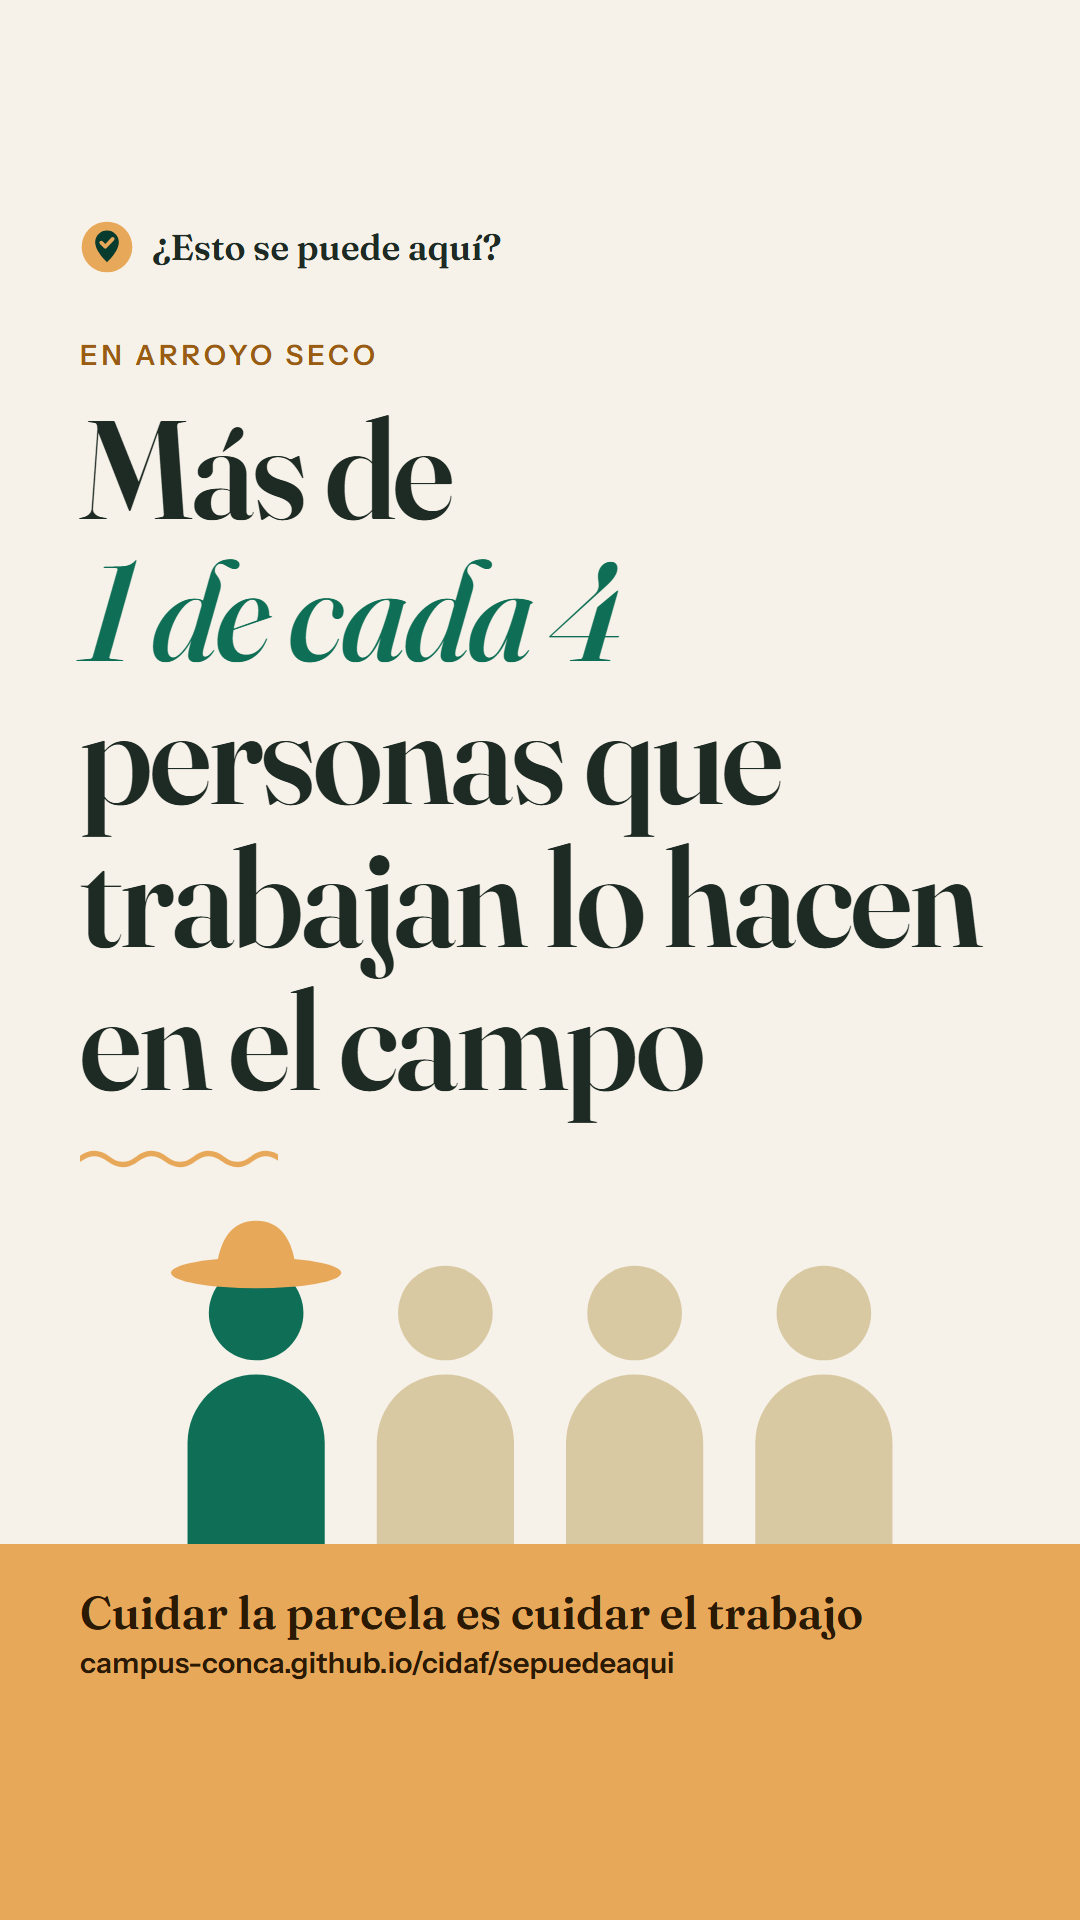 ¿Esto se puede aquí?
EN ARROYO SECO
Más de
1 de cada 4
personas que
trabajan lo hacen
en el campo
Cuidar la parcela es cuidar el trabajo
campus-conca.github.io/cidaf/sepuedeaqui